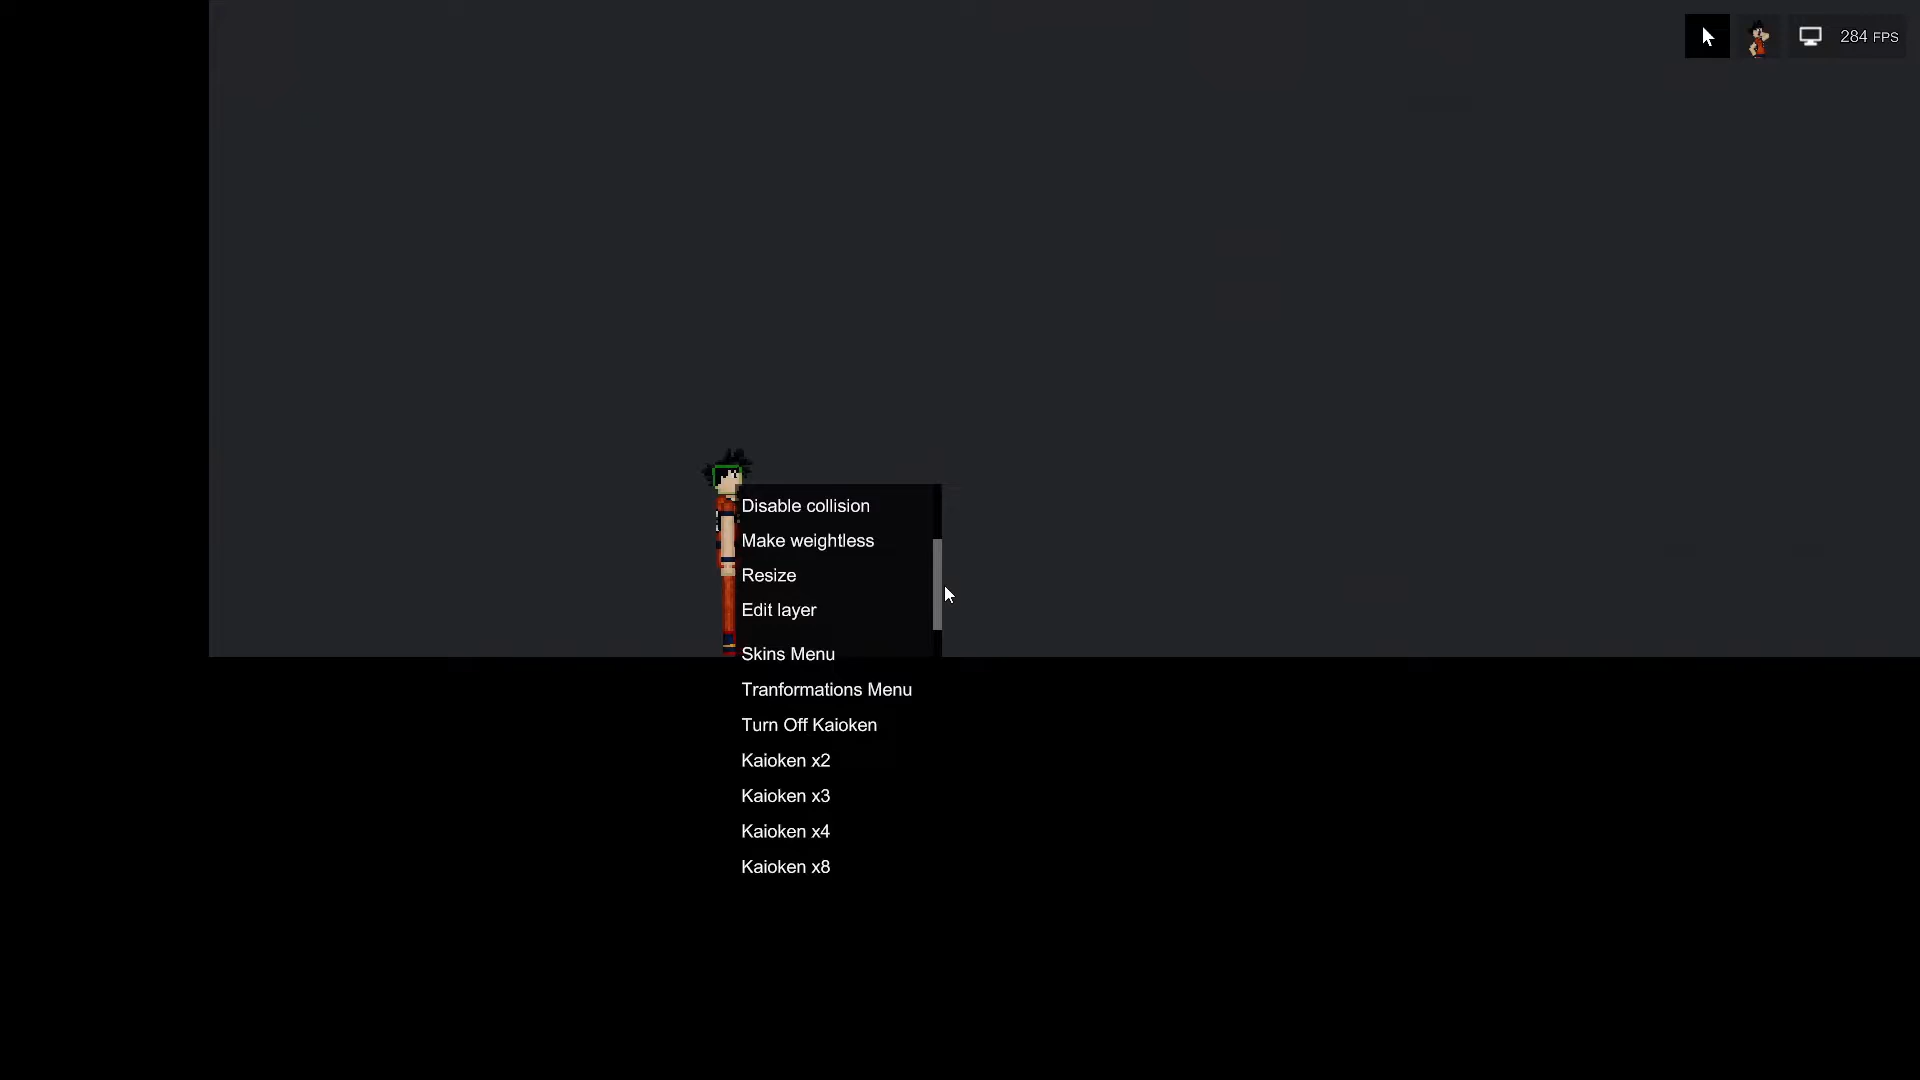 284 FPS
Disable collision
Make weightless
Resize
Edit layer
Skins Menu
Tranformations Menu
Turn Off Kaioken
Kaioken x2
Kaioken x3
Kaioken x4
Kaioken x8